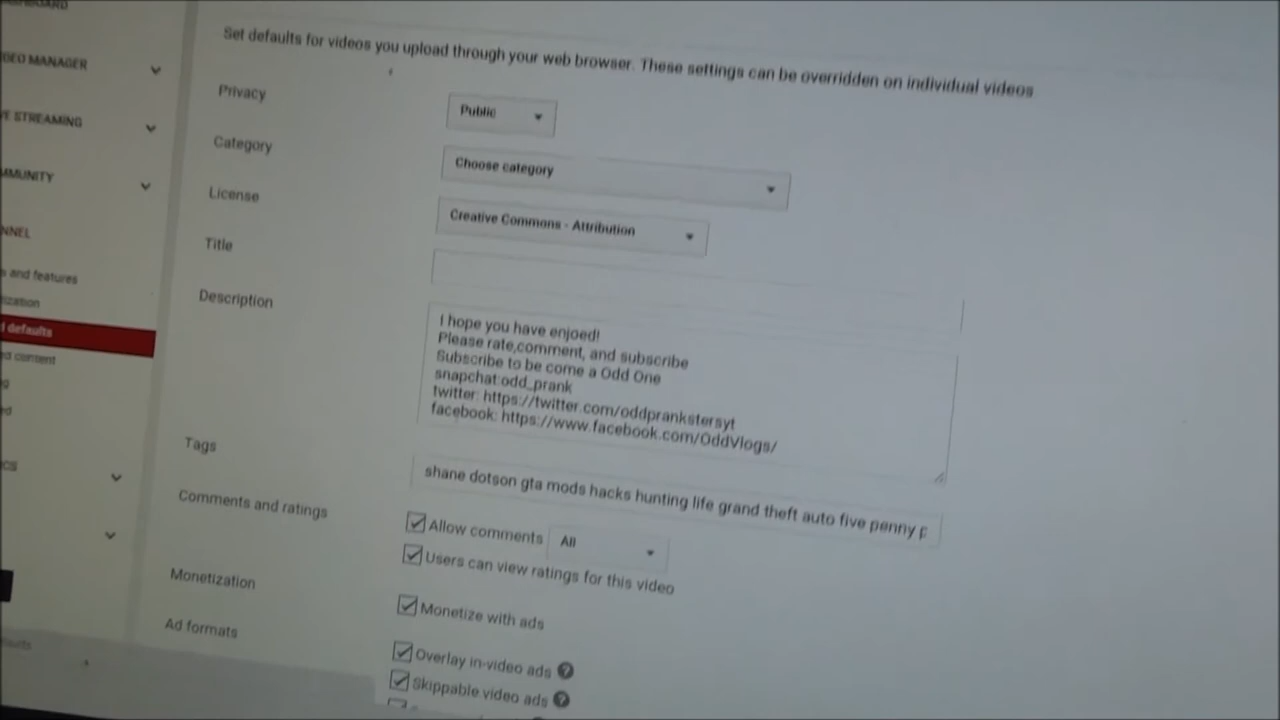 Set defaults for videos you upload through your web browser. These settings can be overridden on individual videos
MANAGER
STREAMING
Privacy
Public
Category
Choose category
License
Creative Commons - Attribution
Title
Description
I hope you have enjoed!
Please rate,comment, and subscribe
Subscribe to be come a Odd One
snapchat:odd_prank
twitter: https://twitter.com/oddprankstersyt
facebook: https://www.facebook.com/OddVlogs/
and features
defaults
content
Tags
shane dotson gta mods hacks hunting life grand theft auto five penny p
Comments and ratings
Allow comments
All
Users can view ratings for this video
Monetization
Monetize with ads
Ad formats
Overlay in-video ads ?
Skippable video ads ?